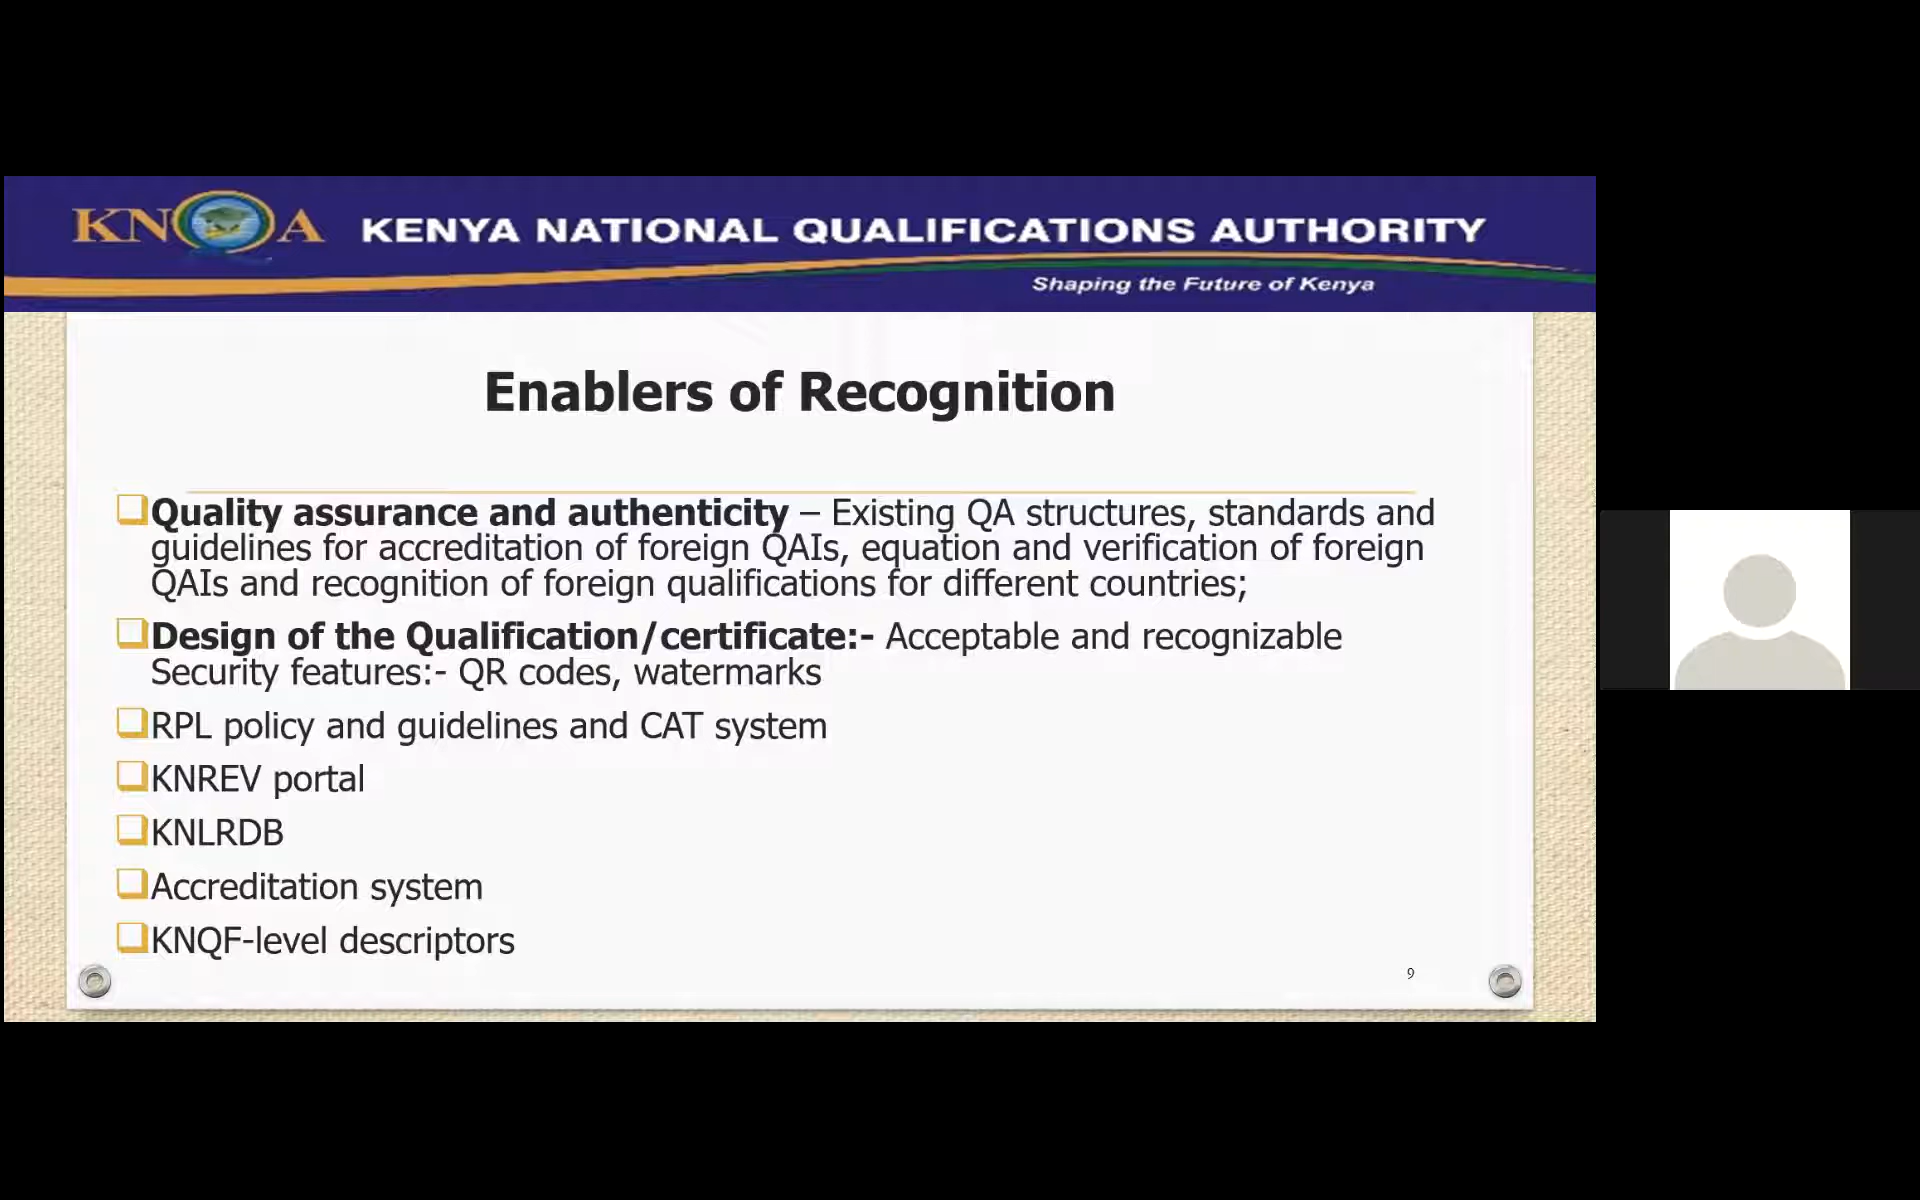 KNQA KENYA NATIONAL QUALIFICATIONS AUTHORITY
Shaping the Future of Kenya
Enablers of Recognition
Quality assurance and authenticity – Existing QA structures, standards and
guidelines for accreditation of foreign QAIs, equation and verification of foreign
QAIs and recognition of foreign qualifications for different countries;
Design of the Qualification/certificate:- Acceptable and recognizable
Security features:- QR codes, watermarks
RPL policy and guidelines and CAT system
KNREV portal
KNLRDB
Accreditation system
KNQF-level descriptors
9